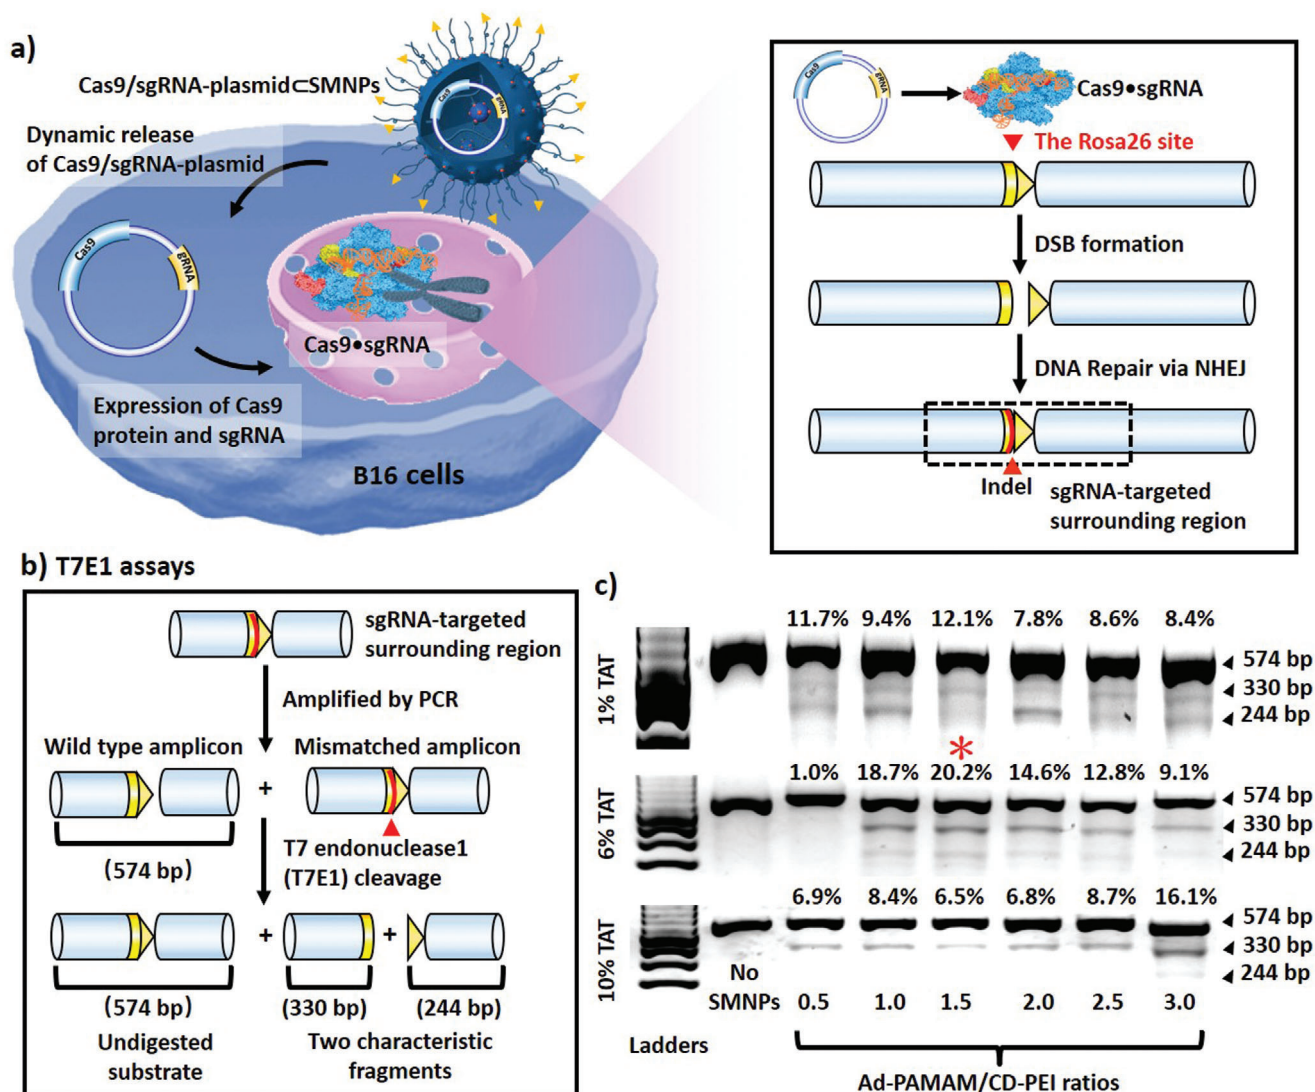 a)
Cas9/sgRNA-plasmid⊂SMNPs
Dynamic release
of Cas9/sgRNA-plasmid
Cas9
gRNA
Cas9
gRNA
Cas9•sgRNA
Expression of Cas9
protein and sgRNA
B16 cells
Cas9
gRNA
Cas9•sgRNA
The Rosa26 site
DSB formation
DNA Repair via NHEJ
Indel
sgRNA-targeted
surrounding region
b) T7E1 assays
sgRNA-targeted
surrounding region
Amplified by PCR
Wild type amplicon
Mismatched amplicon
+
(574 bp)
T7 endonuclease1
(T7E1) cleavage
+ +
(574 bp) (330 bp) (244 bp)
Undigested
substrate
Two characteristic
fragments
c)
11.7% 9.4% 12.1% 7.8% 8.6% 8.4%
1% TAT
574 bp
330 bp
244 bp
*
1.0% 18.7% 20.2% 14.6% 12.8% 9.1%
6% TAT
574 bp
330 bp
244 bp
6.9% 8.4% 6.5% 6.8% 8.7% 16.1%
10% TAT
574 bp
330 bp
244 bp
No
SMNPs
0.5 1.0 1.5 2.0 2.5 3.0
Ladders
Ad-PAMAM/CD-PEI ratios